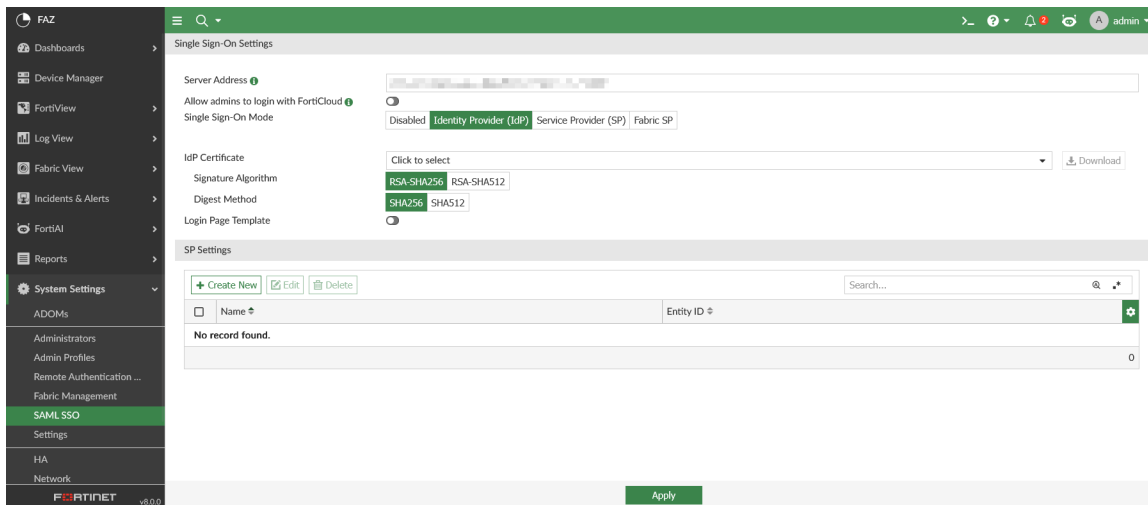 FAZ
2
A
admin
Dashboards
Device Manager
FortiView
Log View
Fabric View
Incidents & Alerts
FortiAI
Reports
System Settings
ADOMs
Administrators
Admin Profiles
Remote Authentication ...
Fabric Management
SAML SSO
Settings
HA
Network
FORTINET
v8.0.0
Single Sign-On Settings
Server Address
Allow admins to login with FortiCloud
Single Sign-On Mode
Disabled Identity Provider (IdP) Service Provider (SP) Fabric SP
IdP Certificate
Click to select
Download
Signature Algorithm
RSA-SHA256 RSA-SHA512
Digest Method
SHA256 SHA512
Login Page Template
SP Settings
+ Create New Edit Delete
Search...
Name Entity ID
No record found.
0
Apply